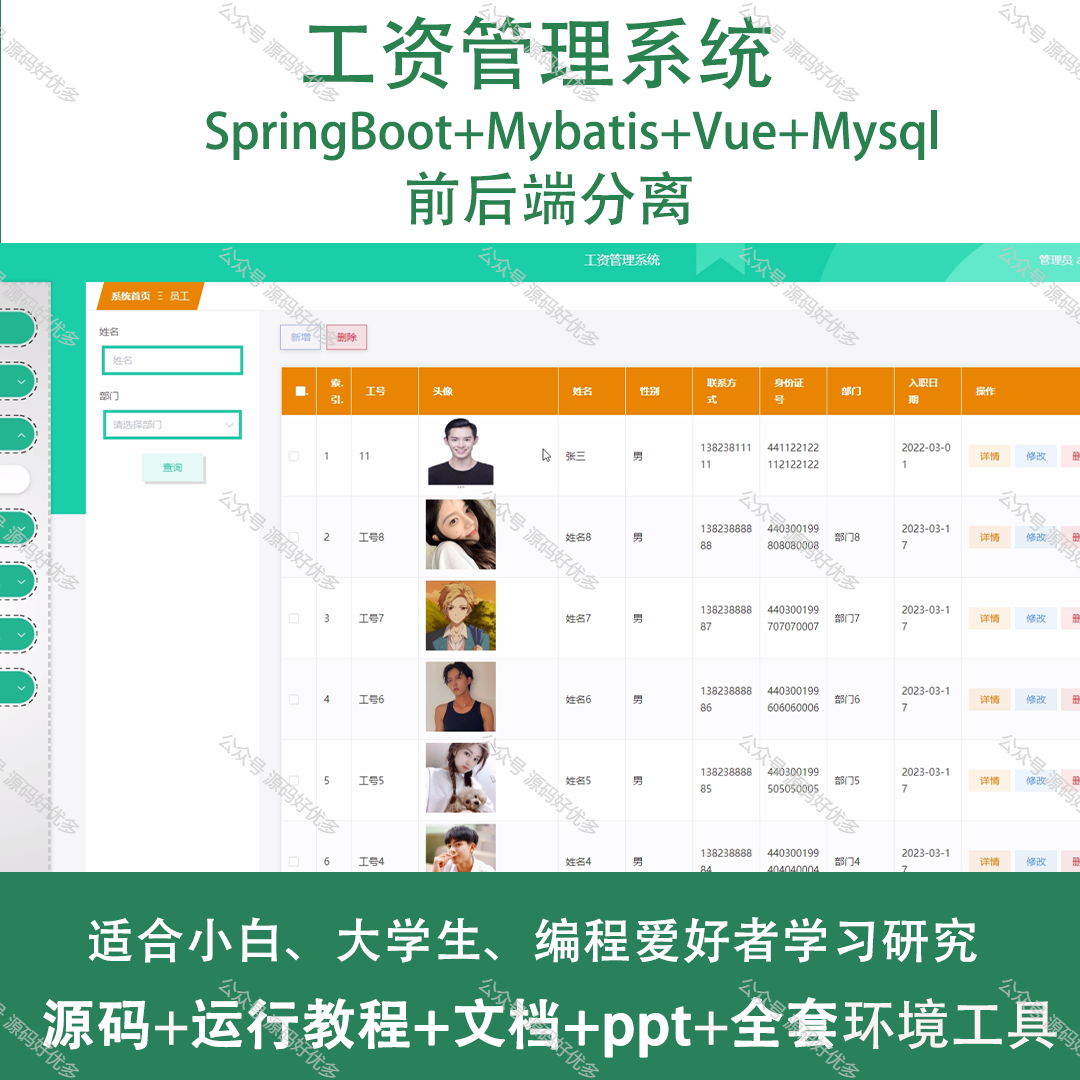 工资管理系统
SpringBoot+Mybatis+Vue+Mysql
前后端分离
工资管理系统
管理员 a
系统首页 三 员工
姓名
姓名
部门
请选择部门
查询
新增 删除
索. 引. 工号 头像 姓名 性别 联系方式 身份证号 部门 入职日期 操作
1 11 张三 男 13823811111 441122122112122122 2022-03-01 详情 修改
2 工号8 姓名8 男 13823888888 440300199808080008 部门8 2023-03-17 详情 修改
3 工号7 姓名7 男 13823888887 440300199707070007 部门7 2023-03-17 详情 修改
4 工号6 姓名6 男 13823888886 440300199606060006 部门6 2023-03-17 详情 修改
5 工号5 姓名5 男 13823888885 440300199505050005 部门5 2023-03-17 详情 修改
6 工号4 姓名4 男 13823888884 440300199404040004 部门4 2023-03-17 详情 修改
适合小白、大学生、编程爱好者学习研究
源码+运行教程+文档+ppt+全套环境工具
公众号 源码好优多